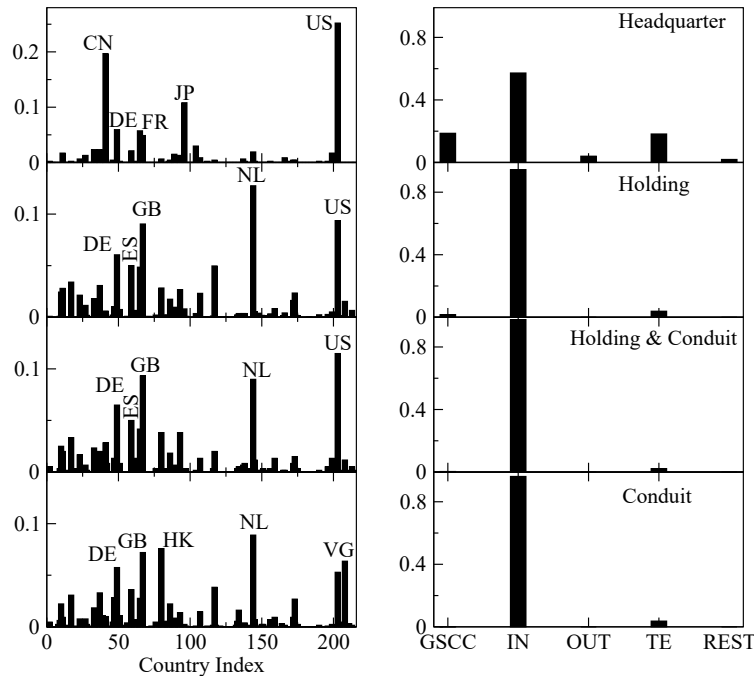 US
CN
DE
FR
JP
0.2
0.1
0
Headquarter
0.8
0.4
0
NL
GB
US
DE
ES
0.1
0
Holding
0.8
0.4
0
US
GB
NL
DE
ES
0.1
0
Holding & Conduit
0.8
0.4
0
NL
GB
HK
DE
VG
0.1
0
0 50 100 150 200
Country Index
Conduit
0.8
0.4
0
GSCC IN OUT TE REST